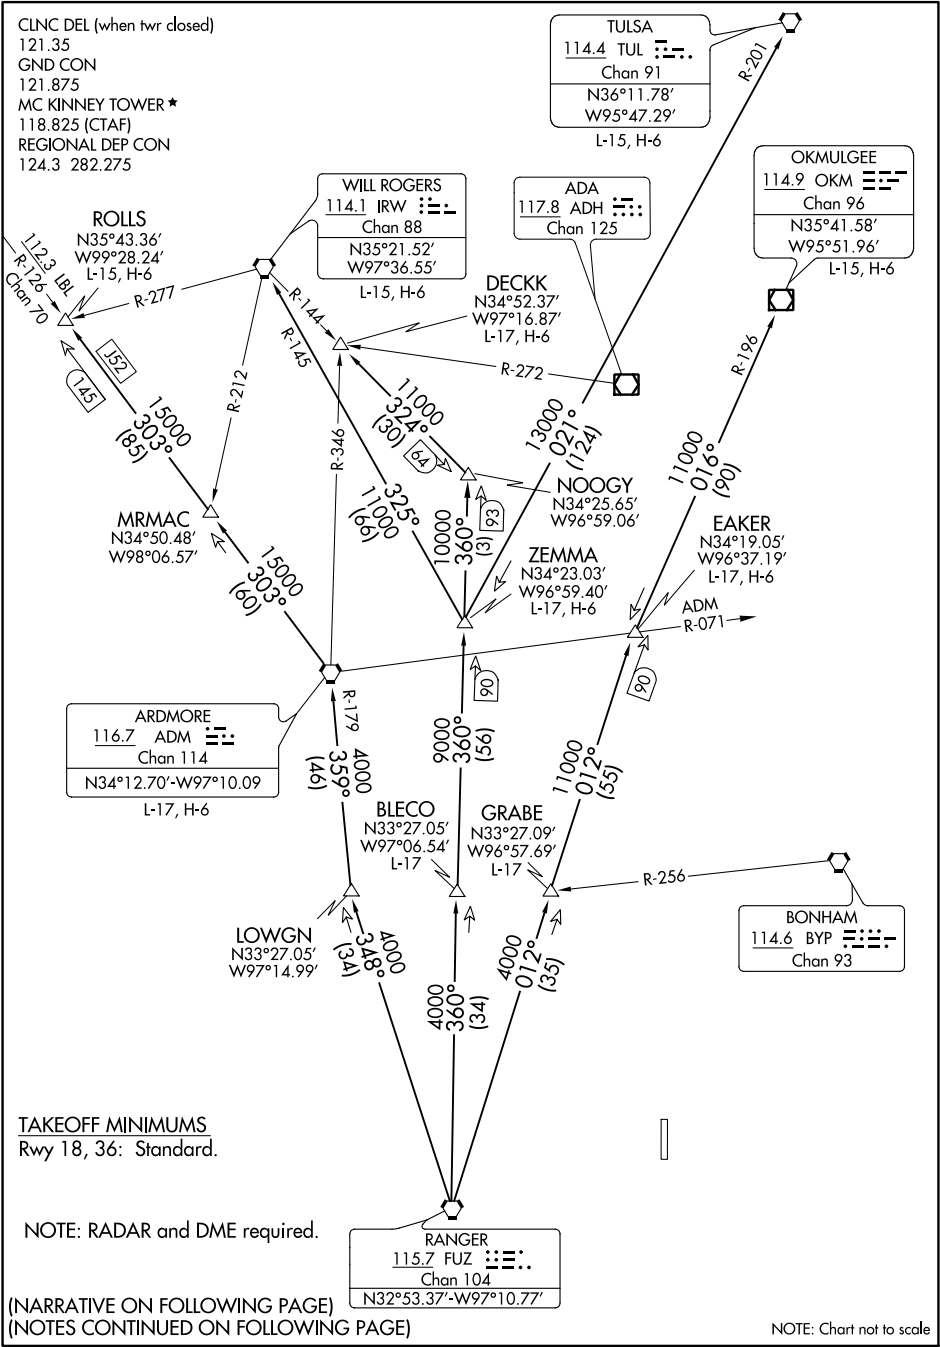 CLNC DEL (when twr closed)
121.35
GND CON
121.875
MC KINNEY TOWER★
118.825 (CTAF)
REGIONAL DEP CON
124.3 282.275
TULSA
114.4 TUL
Chan 91
N36°11.78′
W95°47.29′
L-15, H-6
R-201
OKMULGEE
114.9 OKM
Chan 96
N35°41.58′
W95°51.96′
L-15, H-6
WILL ROGERS
114.1 IRW
Chan 88
N35°21.52′
W97°36.55′
L-15, H-6
ADA
117.8 ADH
Chan 125
ROLLS
N35°43.36′
W99°28.24′
L-15, H-6
112.3 LBL
R-126
Chan 70
R-277
R-144
R-145
R-212
DECKK
N34°52.37′
W97°16.87′
L-17, H-6
R-272
R-196
J52
145
15000
303°
(85)
R-346
11000
324°
(30)
64
13000
021°
(124)
11000
016°
(90)
MRMAC
N34°50.48′
W98°06.57′
325°
11000
(66)
10000
360°
(3)
93
NOOGY
N34°25.65′
W96°59.06′
ZEMMA
N34°23.03′
W96°59.40′
L-17, H-6
EAKER
N34°19.05′
W96°37.19′
L-17, H-6
15000
303°
(60)
ADM
R-071
90
90
ARDMORE
116.7 ADM
Chan 114
N34°12.70′-W97°10.09
L-17, H-6
R-179
4000
359°
(46)
9000
360°
(56)
11000
012°
(55)
BLECO
N33°27.05′
W97°06.54′
L-17
GRABE
N33°27.09′
W96°57.69′
L-17
R-256
BONHAM
114.6 BYP
Chan 93
LOWGN
N33°27.05′
W97°14.99′
4000
348°
(34)
4000
360°
(34)
4000
012°
(35)
TAKEOFF MINIMUMS
Rwy 18, 36: Standard.
NOTE: RADAR and DME required.
RANGER
115.7 FUZ
Chan 104
N32°53.37′-W97°10.77′
(NARRATIVE ON FOLLOWING PAGE)
(NOTES CONTINUED ON FOLLOWING PAGE)
NOTE: Chart not to scale